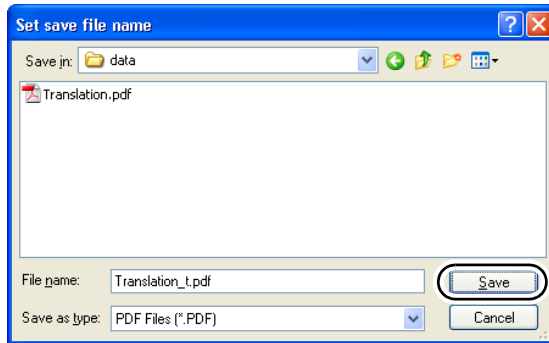 Set save file name
Save in: data
Translation.pdf
File name: Translation_t.pdf Save
Save as type: PDF Files (*.PDF) Cancel